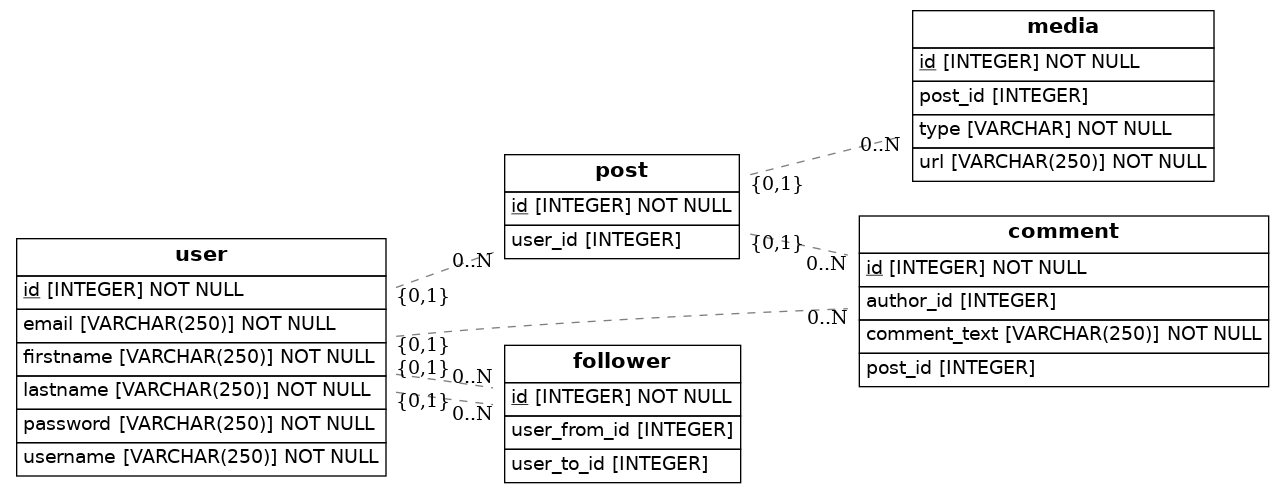 media
id [INTEGER] NOT NULL
post_id [INTEGER]
type [VARCHAR] NOT NULL
url [VARCHAR(250)] NOT NULL
0..N
{0,1}
post
id [INTEGER] NOT NULL
user_id [INTEGER]
{0,1}
0..N
comment
id [INTEGER] NOT NULL
author_id [INTEGER]
comment_text [VARCHAR(250)] NOT NULL
post_id [INTEGER]
0..N
0..N
{0,1}
user
id [INTEGER] NOT NULL
email [VARCHAR(250)] NOT NULL
firstname [VARCHAR(250)] NOT NULL
lastname [VARCHAR(250)] NOT NULL
password [VARCHAR(250)] NOT NULL
username [VARCHAR(250)] NOT NULL
{0,1}
{0,1}
0..N
{0,1}
0..N
follower
id [INTEGER] NOT NULL
user_from_id [INTEGER]
user_to_id [INTEGER]